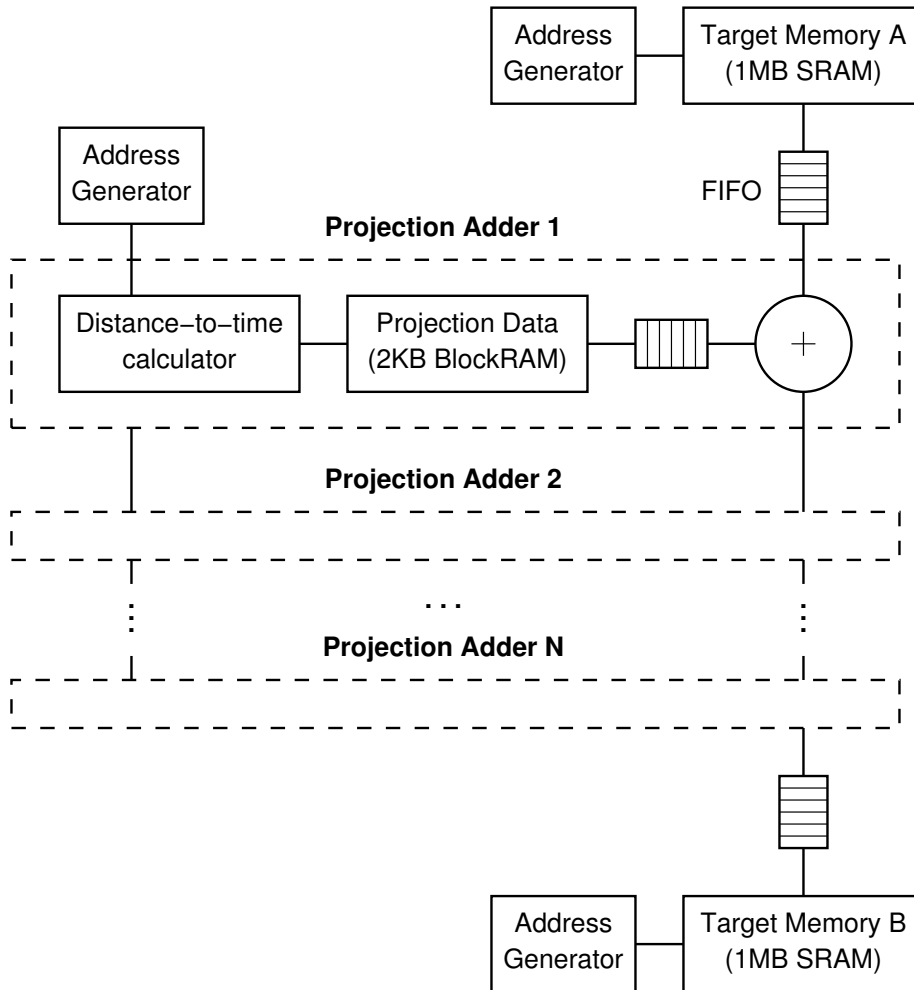 Address
Generator
Target Memory A
(1MB SRAM)
Address
Generator
FIFO
Projection Adder 1
Distance−to−time
calculator
Projection Data
(2KB BlockRAM)
+
Projection Adder 2
...
Projection Adder N
Address
Generator
Target Memory B
(1MB SRAM)